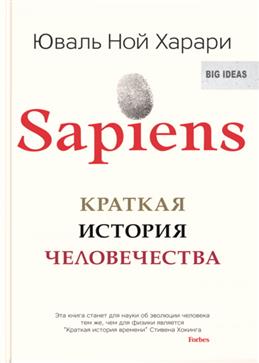 Юваль Ной Харари
BIG IDEAS
Sapiens
КРАТКАЯ
ИСТОРИЯ
ЧЕЛОВЕЧЕСТВА
Эта книга станет для науки об эволюции человека
тем же, чем для физики является
"Краткая история времени" Стивена Хокинга
Forbes